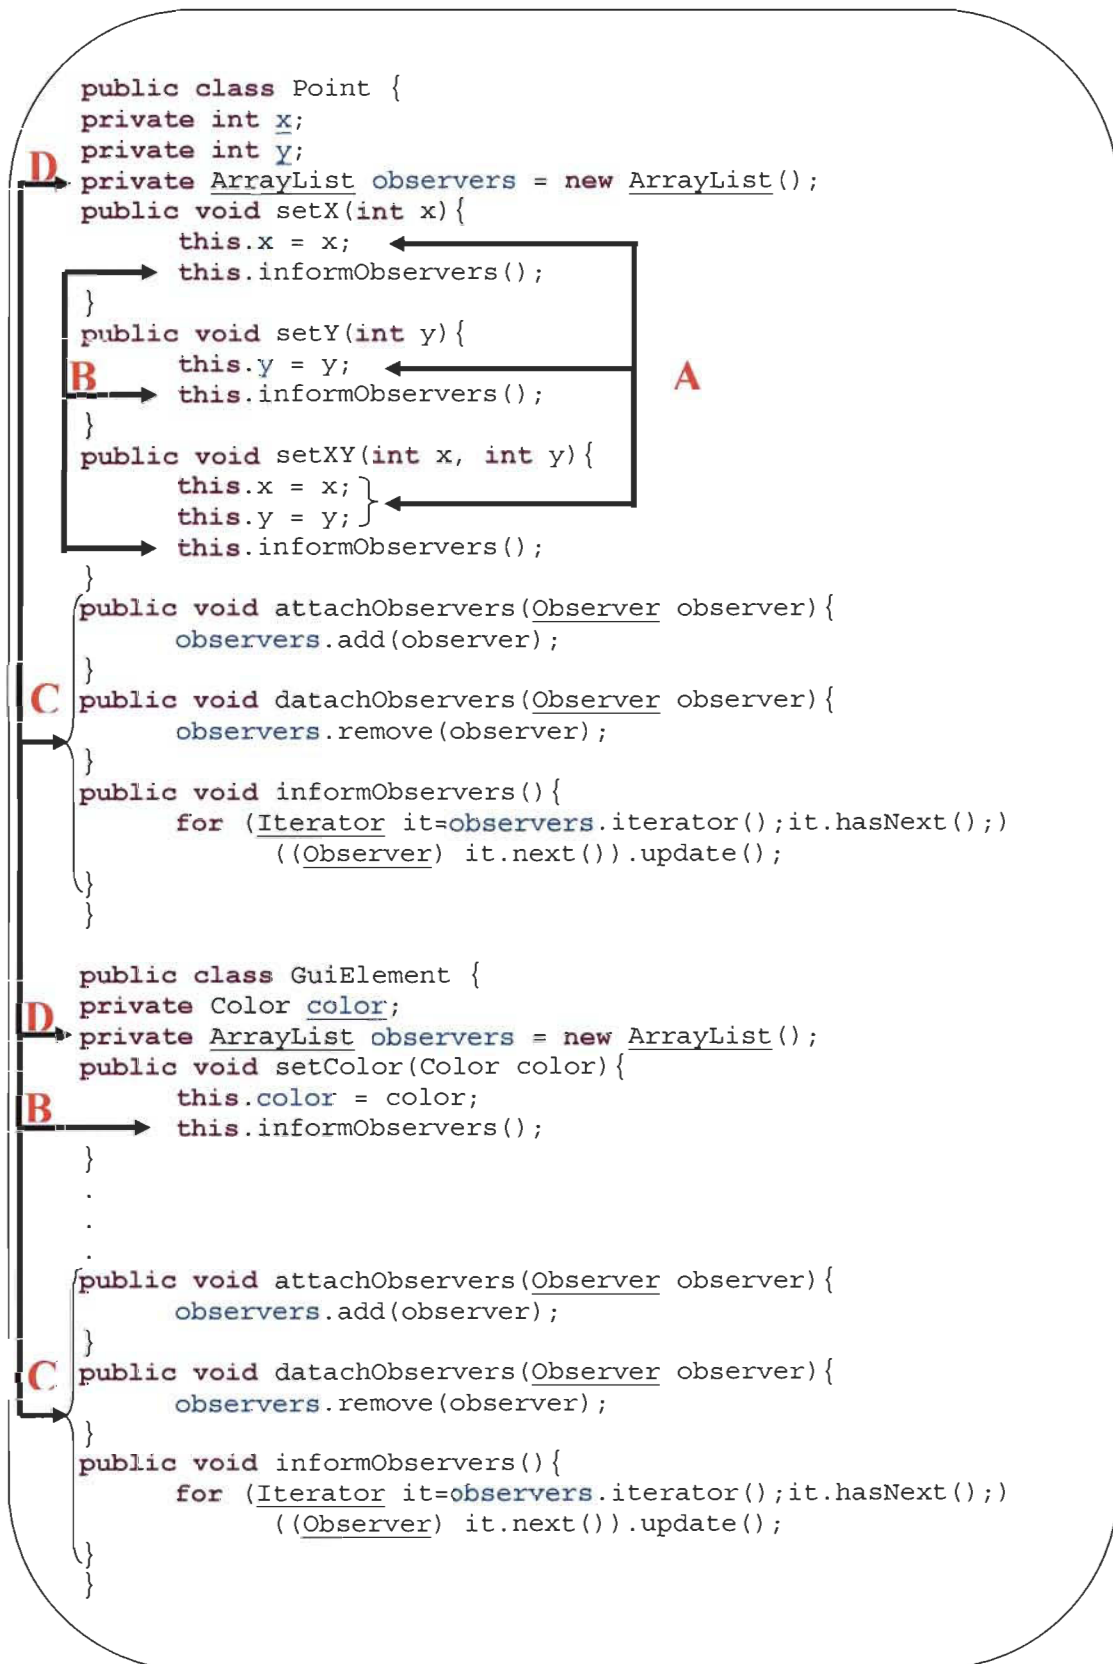 public class Point {
private int x;
private int y;
D private ArrayList observers = new ArrayList();
public void setX(int x){
this.x = x;
this.informObservers();
}
public void setY(int y){
this.y = y;
A
B this.informObservers();
}
public void setXY(int x, int y){
this.x = x;
this.y = y;
this.informObservers();
}
public void attachObservers(Observer observer){
observers.add(observer);
}
C public void datachObservers(Observer observer){
observers.remove(observer);
}
public void informObservers(){
for (Iterator it=observers.iterator();it.hasNext();)
((Observer) it.next()).update();
}
}
public class GuiElement {
private Color color;
D private ArrayList observers = new ArrayList();
public void setColor(Color color){
this.color = color;
B this.informObservers();
}
.
.
.
public void attachObservers(Observer observer){
observers.add(observer);
}
C public void datachObservers(Observer observer){
observers.remove(observer);
}
public void informObservers(){
for (Iterator it=observers.iterator();it.hasNext();)
((Observer) it.next()).update();
}
}